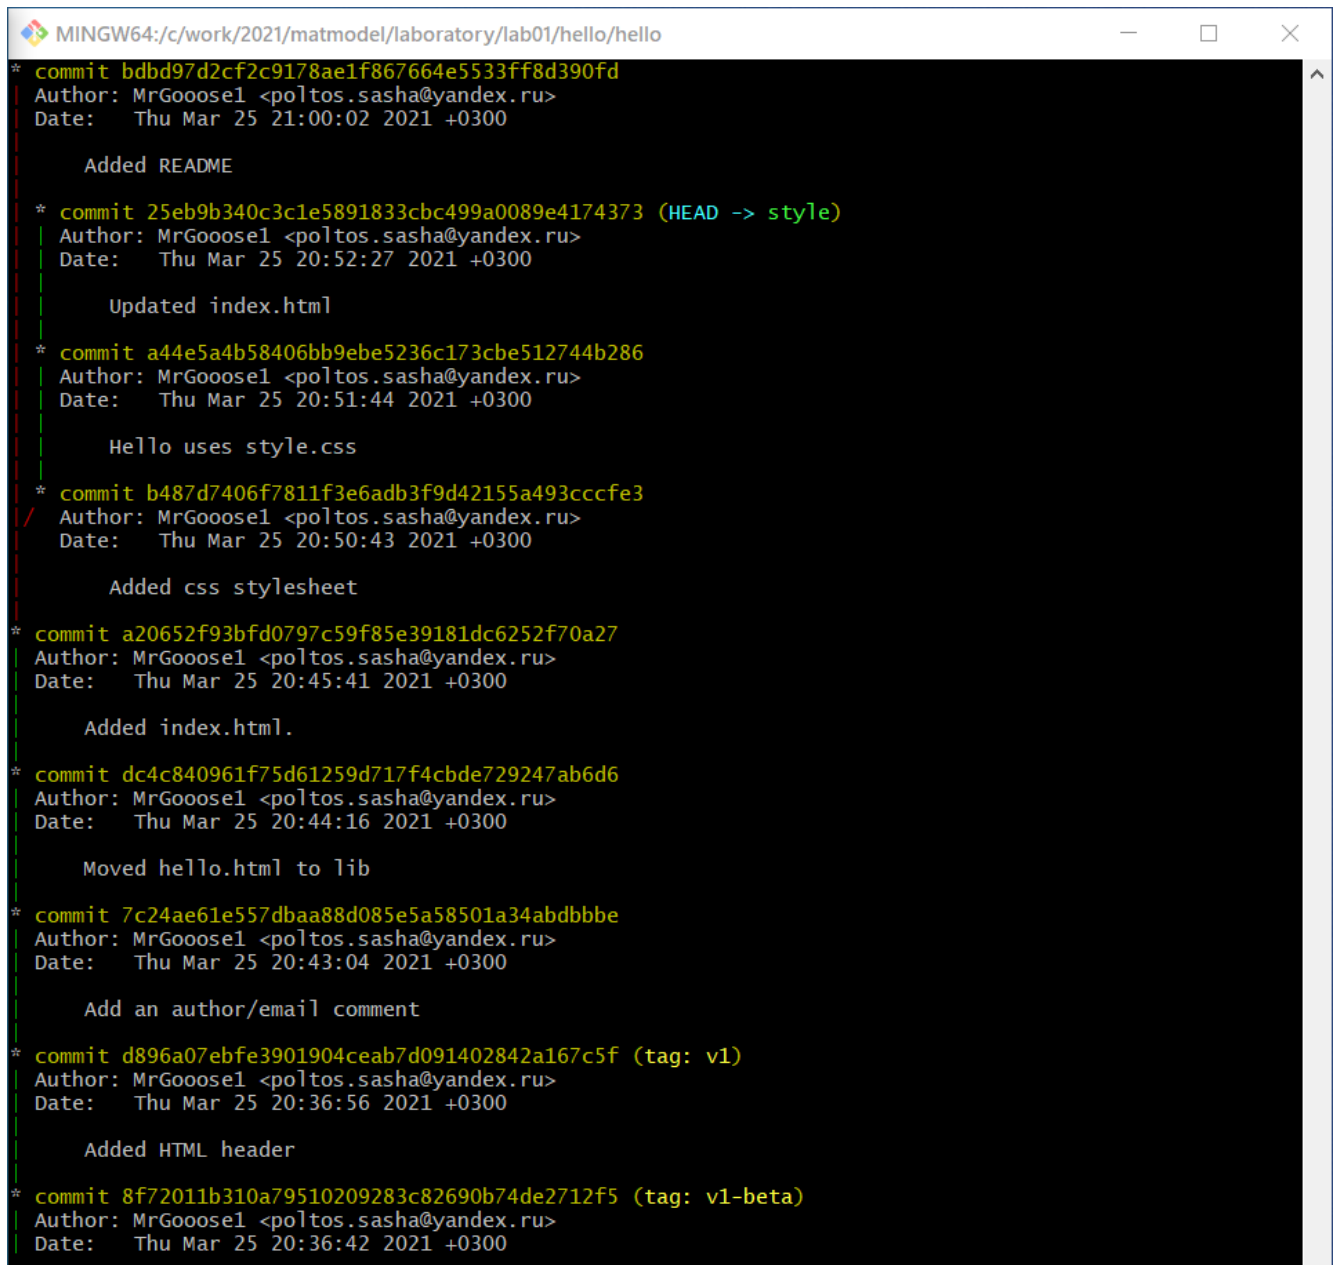 MINGW64:/c/work/2021/matmodel/laboratory/lab01/hello/hello
* commit bdbd97d2cf2c9178ae1f867664e5533ff8d390fd
| Author: MrGooose1 <poltos.sasha@yandex.ru>
| Date:   Thu Mar 25 21:00:02 2021 +0300
|
|     Added README
|
| * commit 25eb9b340c3c1e5891833cbc499a0089e4174373 (HEAD -> style)
| | Author: MrGooose1 <poltos.sasha@yandex.ru>
| | Date:   Thu Mar 25 20:52:27 2021 +0300
| |
| |     Updated index.html
| |
| * commit a44e5a4b58406bb9ebe5236c173cbe512744b286
| | Author: MrGooose1 <poltos.sasha@yandex.ru>
| | Date:   Thu Mar 25 20:51:44 2021 +0300
| |
| |     Hello uses style.css
| |
| * commit b487d7406f7811f3e6adb3f9d42155a493cccfe3
|/  Author: MrGooose1 <poltos.sasha@yandex.ru>
|   Date:   Thu Mar 25 20:50:43 2021 +0300
|
|       Added css stylesheet
|
* commit a20652f93bfd0797c59f85e39181dc6252f70a27
| Author: MrGooose1 <poltos.sasha@yandex.ru>
| Date:   Thu Mar 25 20:45:41 2021 +0300
|
|     Added index.html.
|
* commit dc4c840961f75d61259d717f4cbde729247ab6d6
| Author: MrGooose1 <poltos.sasha@yandex.ru>
| Date:   Thu Mar 25 20:44:16 2021 +0300
|
|     Moved hello.html to lib
|
* commit 7c24ae61e557dbaa88d085e5a58501a34abdbbbe
| Author: MrGooose1 <poltos.sasha@yandex.ru>
| Date:   Thu Mar 25 20:43:04 2021 +0300
|
|     Add an author/email comment
|
* commit d896a07ebfe3901904ceab7d091402842a167c5f (tag: v1)
| Author: MrGooose1 <poltos.sasha@yandex.ru>
| Date:   Thu Mar 25 20:36:56 2021 +0300
|
|     Added HTML header
|
* commit 8f72011b310a79510209283c82690b74de2712f5 (tag: v1-beta)
| Author: MrGooose1 <poltos.sasha@yandex.ru>
| Date:   Thu Mar 25 20:36:42 2021 +0300